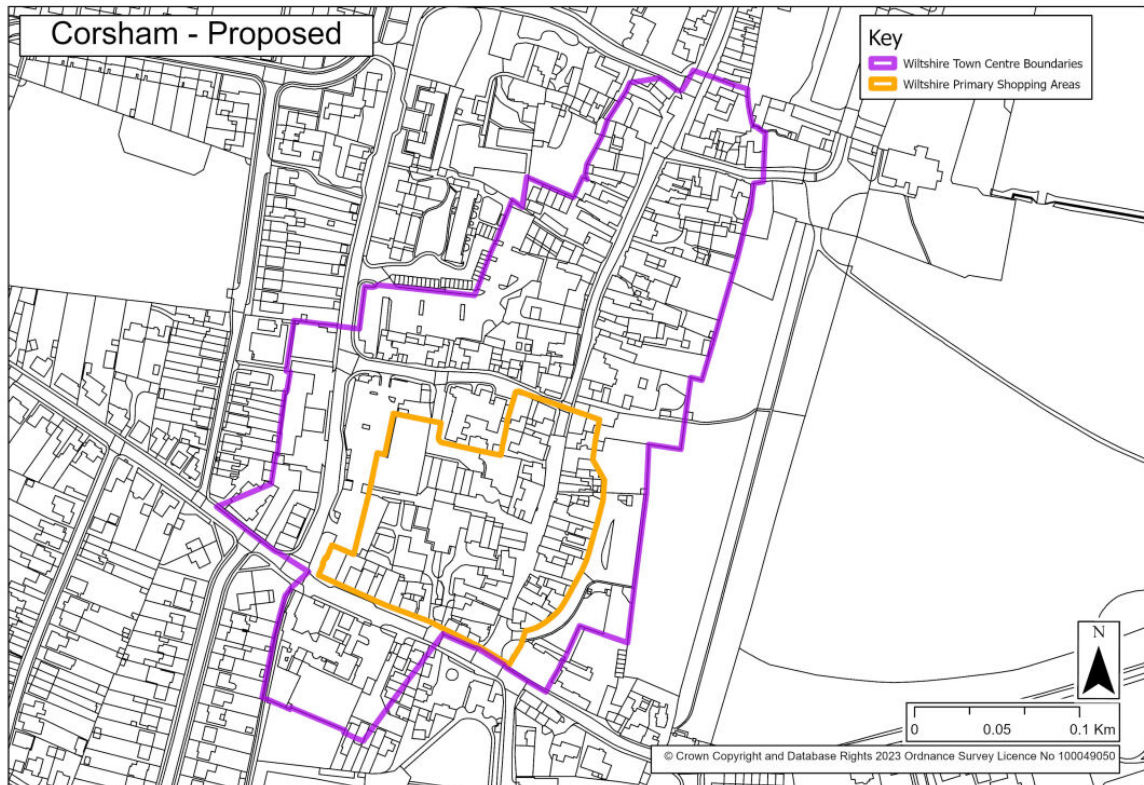 Corsham - Proposed
Key
Wiltshire Town Centre Boundaries
Wiltshire Primary Shopping Areas
N
0 0.05 0.1 Km
© Crown Copyright and Database Rights 2023 Ordnance Survey Licence No 100049050